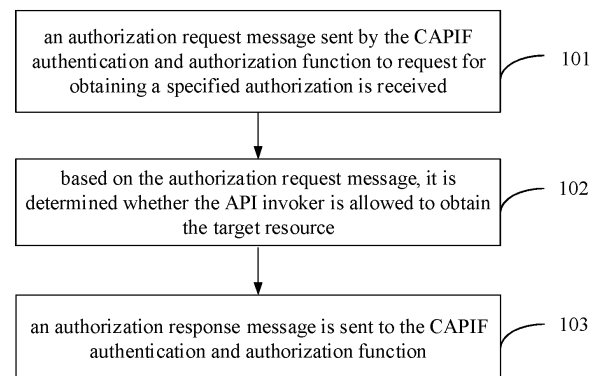 an authorization request message sent by the CAPIF
authentication and authorization function to request for
obtaining a specified authorization is received
101
based on the authorization request message, it is
determined whether the API invoker is allowed to obtain
the target resource
102
an authorization response message is sent to the CAPIF
authentication and authorization function
103